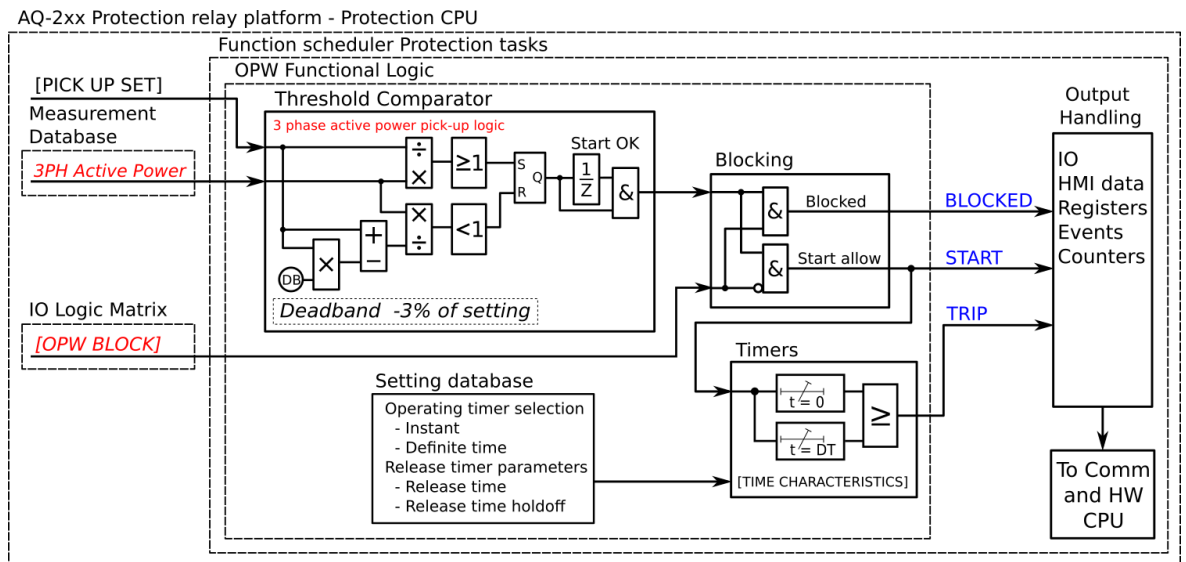 AQ-2xx Protection relay platform - Protection CPU
Function scheduler Protection tasks
OPW Functional Logic
[PICK UP SET]
Measurement
Database
3PH Active Power
Threshold Comparator
3 phase active power pick-up logic
÷
×
≥1
S
R
Q
Start OK
1
Z
&
×
÷
<1
+
−
×
DB
Deadband -3% of setting
IO Logic Matrix
[OPW BLOCK]
Blocking
&
Blocked
&
Start allow
BLOCKED
START
TRIP
Output
Handling
IO
HMI data
Registers
Events
Counters
Setting database
Operating timer selection
- Instant
- Definite time
Release timer parameters
- Release time
- Release time holdoff
Timers
t = 0
t = DT
≥
[TIME CHARACTERISTICS]
To Comm
and HW
CPU